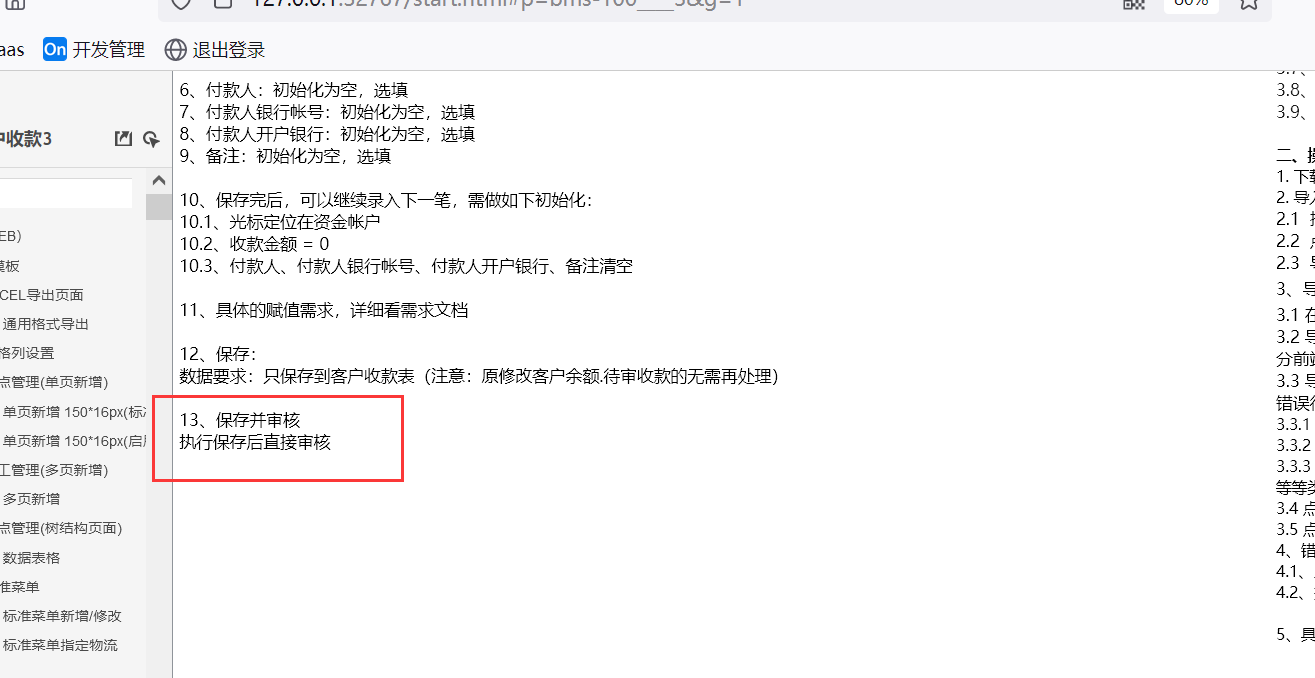 aas
On 开发管理
退出登录
户收款3
EB)
模板
CEL导出页面
通用格式导出
格列设置
点管理(单页新增)
单页新增 150*16px(标
单页新增 150*16px(启
工管理(多页新增)
多页新增
点管理(树结构页面)
数据表格
准菜单
标准菜单新增/修改
标准菜单指定物流
6、付款人：初始化为空，选填
7、付款人银行帐号：初始化为空，选填
8、付款人开户银行：初始化为空，选填
9、备注：初始化为空，选填
10、保存完后，可以继续录入下一笔，需做如下初始化：
10.1、光标定位在资金帐户
10.2、收款金额 = 0
10.3、付款人、付款人银行帐号、付款人开户银行、备注清空
11、具体的赋值需求，详细看需求文档
12、保存：
数据要求：只保存到客户收款表（注意：原修改客户余额.待审收款的无需再处理）
13、保存并审核
执行保存后直接审核
3.8、
3.9、
二、
1. 下载
2. 导入
2.1
2.2
2.3
3、导
3.1 在
3.2 导
分前端
3.3 导
错误行
3.3.1
3.3.2
3.3.3
等等类
3.4 点
3.5 点
4、错
4.1、
4.2、
5、具